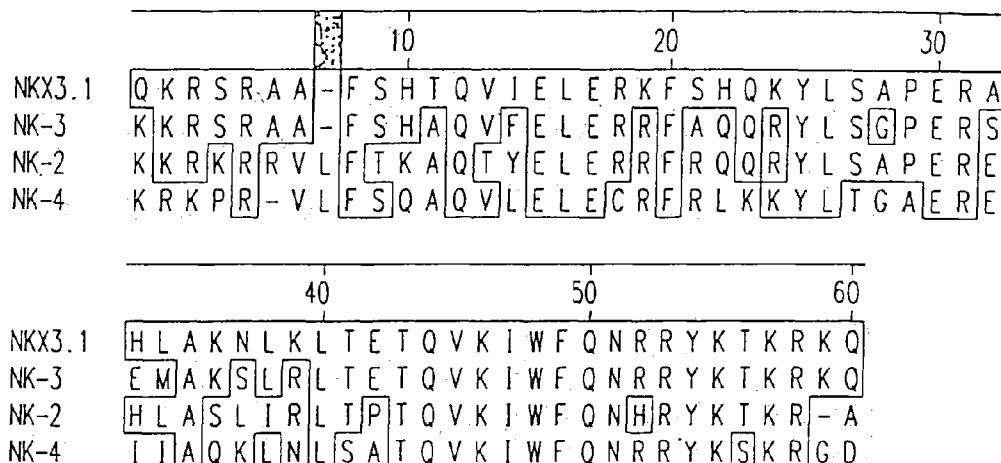 10 20 30
NKX3.1 Q K R S R A A - F S H T Q V I E L E R K F S H Q K Y L S A P E R A
NK-3 K K R S R A A - F S H A Q V F E L E R R F A Q Q R Y L S G P E R S
NK-2 K K R K R R V L F T K A Q T Y E L E R R F R Q Q R Y L S A P E R E
NK-4 K R K P R - V L F S Q A Q V L E L E C R F R L K K Y L T G A E R E
40 50 60
NKX3.1 H L A K N L K L T E T Q V K I W F Q N R R Y K T K R K Q
NK-3 E M A K S L R L T E T Q V K I W F Q N R R Y K T K R K Q
NK-2 H L A S L I R L T P T Q V K I W F Q N H R Y K T K R - A
NK-4 I I A Q K L N L S A T Q V K I W F Q N R R Y K S K R G D